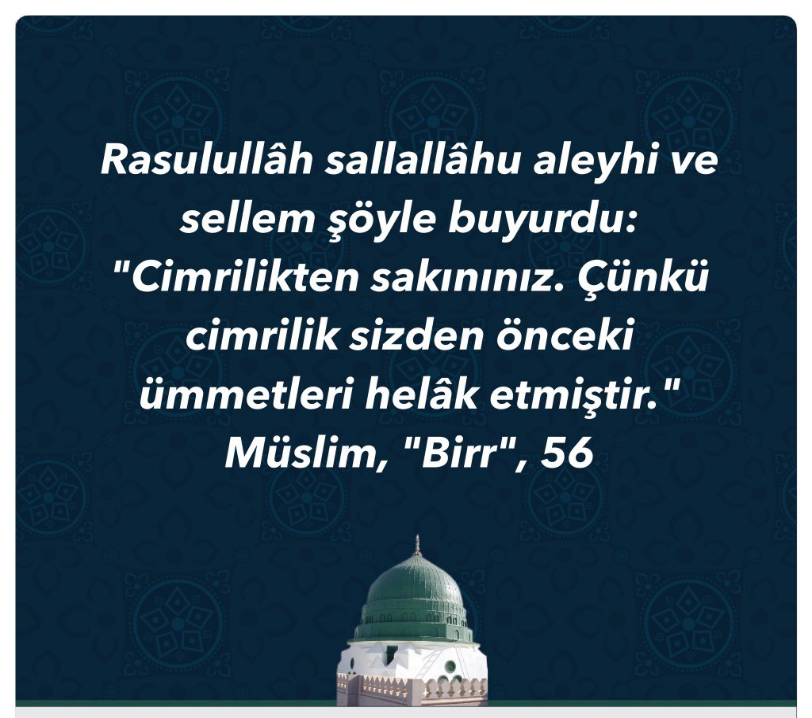 Rasulullâh sallallâhu aleyhi ve
sellem şöyle buyurdu:
"Cimrilikten sakınınız. Çünkü
cimrilik sizden önceki
ümmetleri helâk etmiştir."
Müslim, "Birr", 56